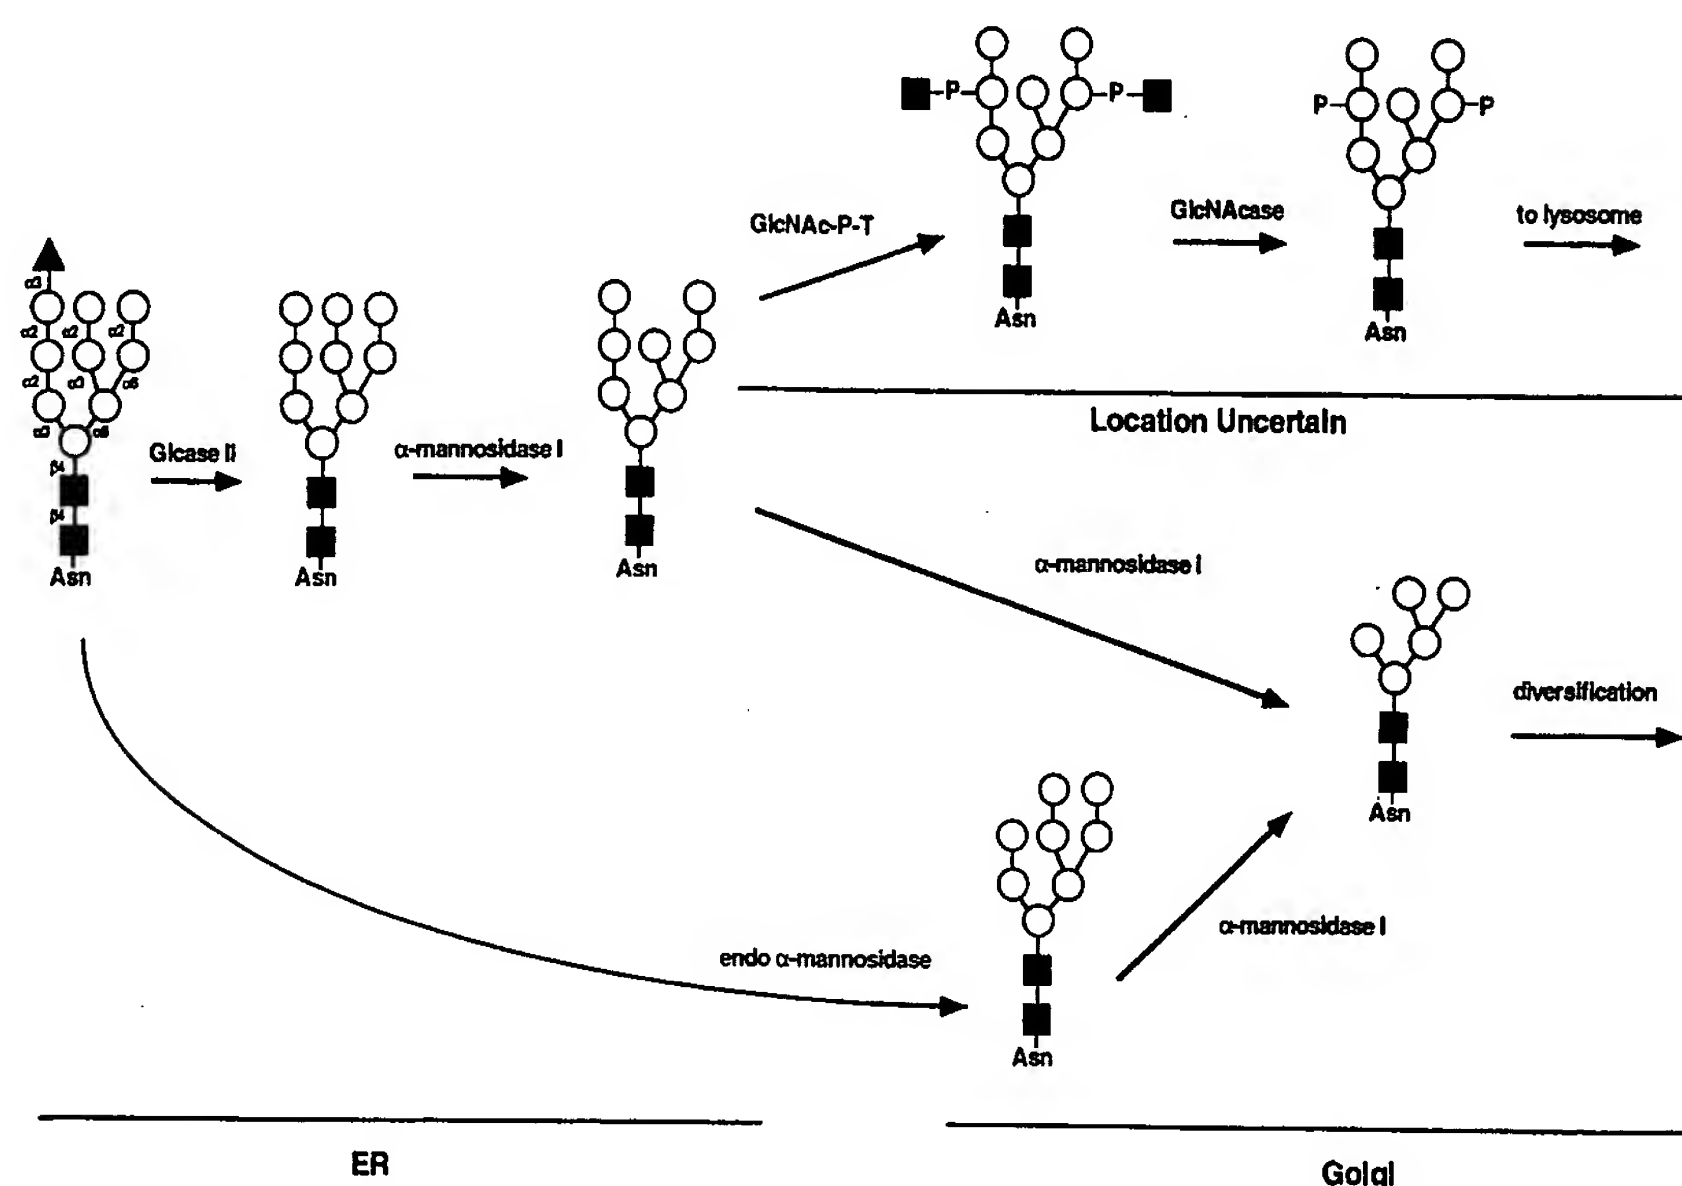 P
P
GlcNAc-P-T
GlcNAcase
to lysosome
P
P
Asn
Asn
Location Uncertain
α3
α2
α2
α2
α2
α3
α6
α3
α6
β4
β4
Asn
Glcase II
Asn
α-mannosidase I
Asn
α-mannosidase I
diversification
Asn
α-mannosidase I
endo α-mannosidase
Asn
ER
Golgi